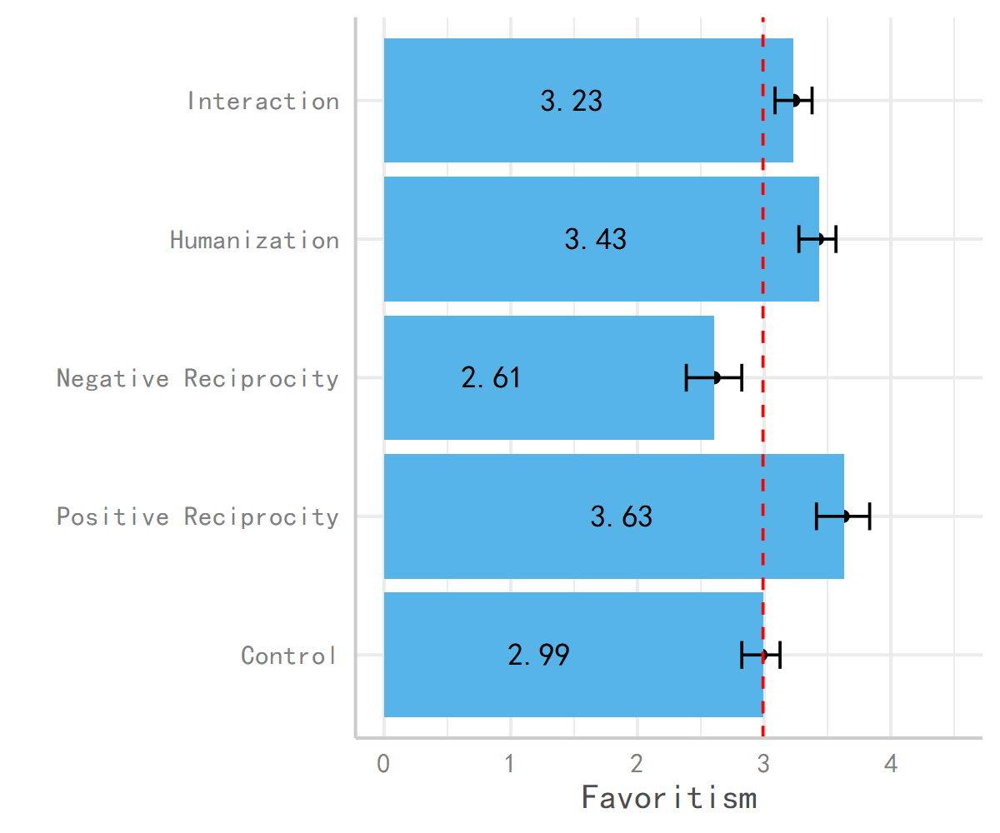 Interaction
3.23
Humanization
3.43
Negative Reciprocity
2.61
Positive Reciprocity
3.63
Control
2.99
0 1 2 3 4
Favoritism